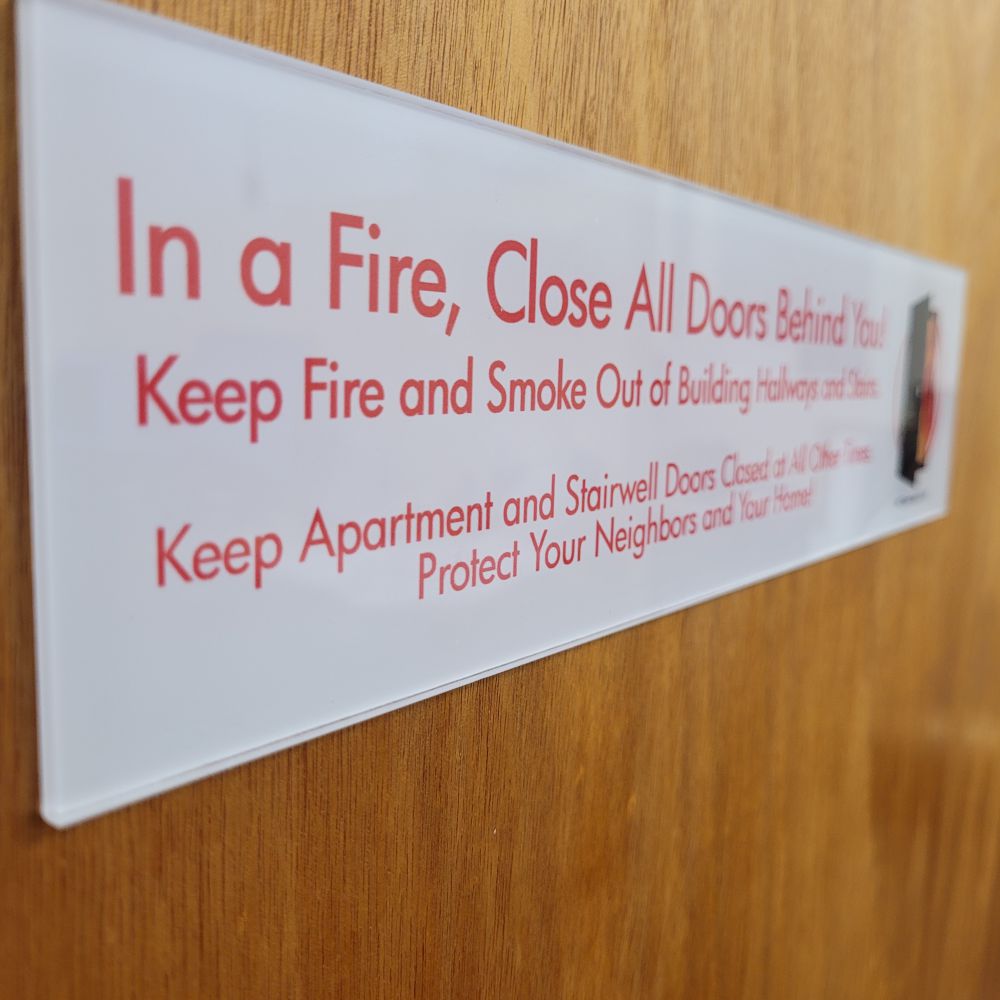 In a Fire, Close All Doors Behind You!
Keep Fire and Smoke Out of Building Hallways and Stairs.
Keep Apartment and Stairwell Doors Closed at All Other Times
Protect Your Neighbors and Your Home!